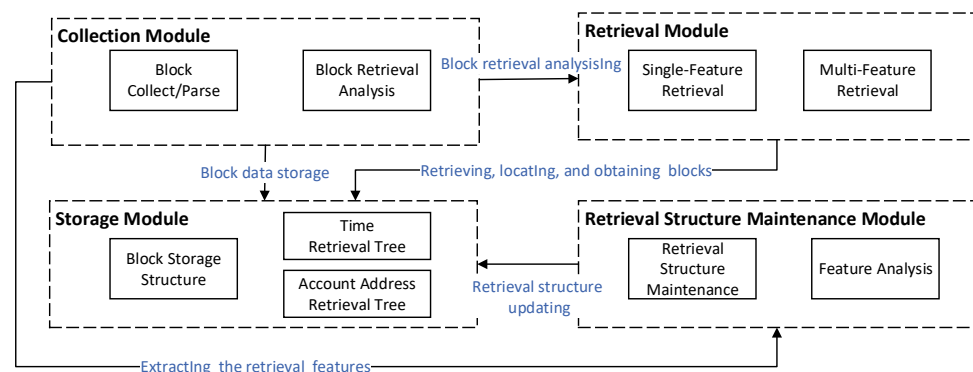 Collection Module
Block
Collect/Parse
Block Retrieval
Analysis
Block retrieval analysisIng
Retrieval Module
Single-Feature
Retrieval
Multi-Feature
Retrieval
Block data storage
RetrievIng, locatIng, and obtaining blocks
Storage Module
Block Storage
Structure
Time
Retrieval Tree
Account Address
Retrieval Tree
Retrieval structure
updating
Retrieval Structure Maintenance Module
Retrieval
Structure
Maintenance
Feature Analysis
ExtractIng the retrieval features